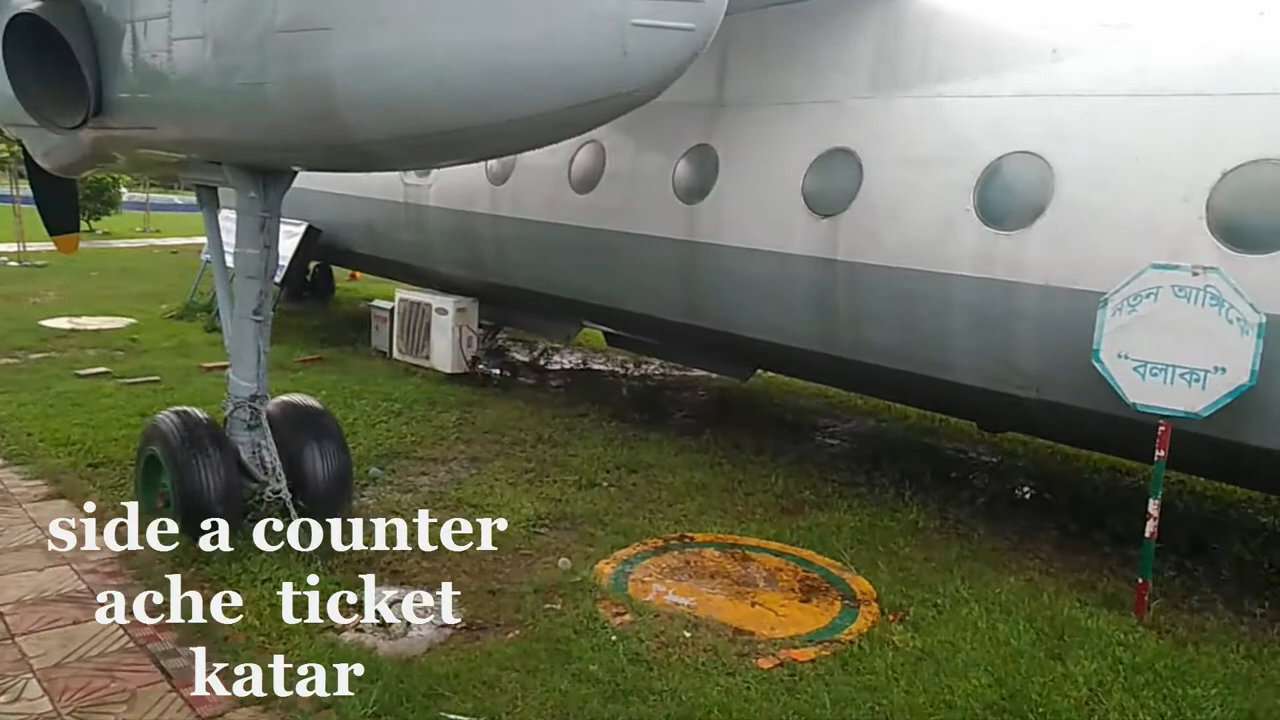 নতুন আঙ্গিকে
“বলাকা”
side a counter
ache ticket
katar